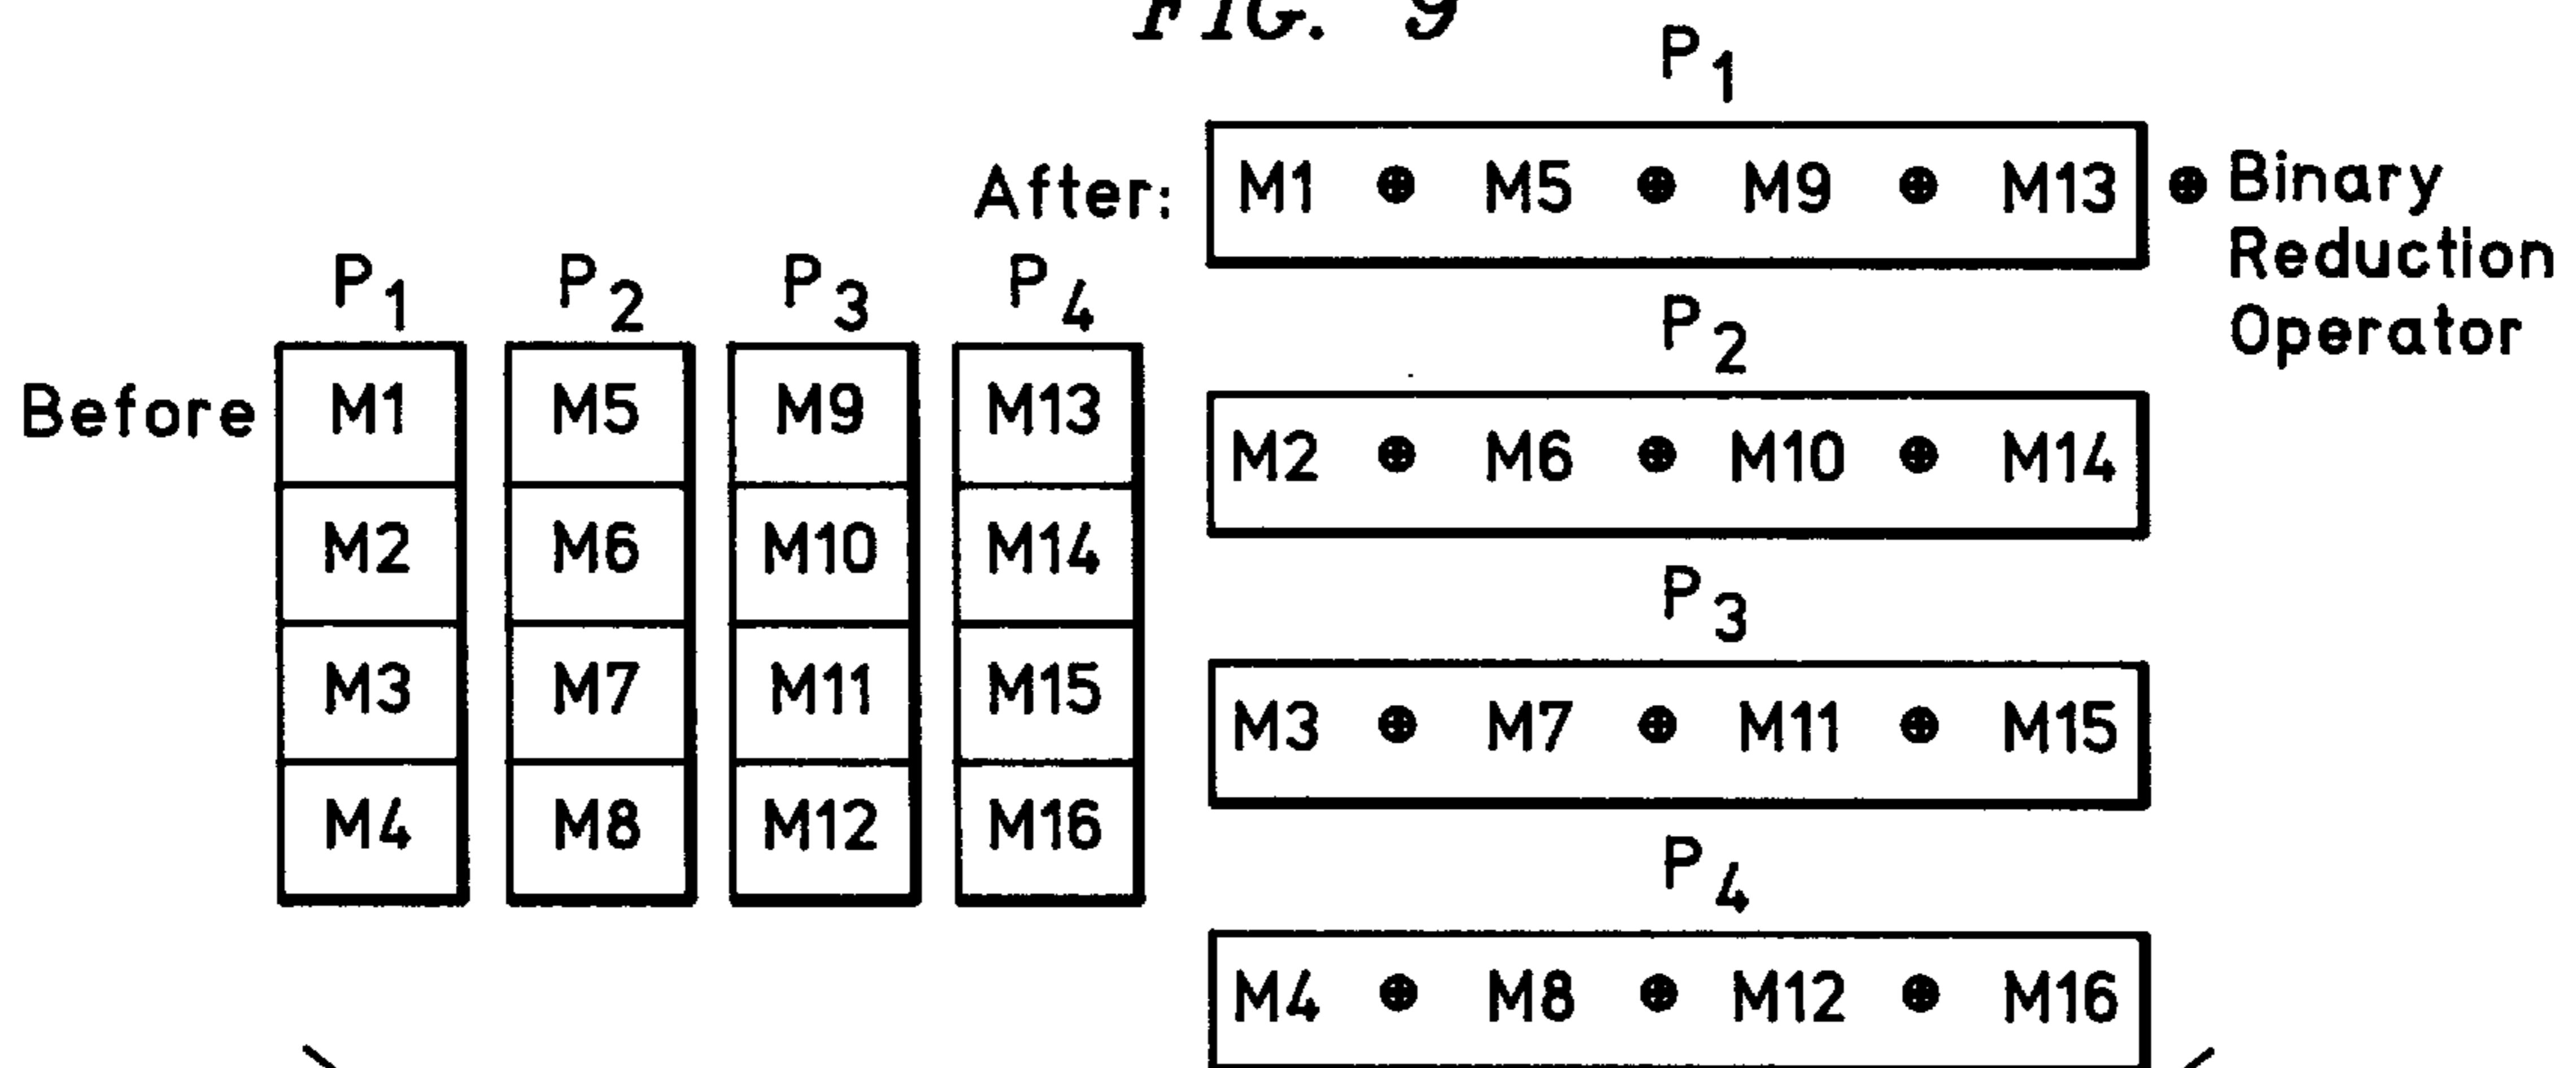 FIG. 9
P1
After: M1 ⊕ M5 ⊕ M9 ⊕ M13 ⊕ Binary
Reduction
Operator
P2
M2 ⊕ M6 ⊕ M10 ⊕ M14
P3
M3 ⊕ M7 ⊕ M11 ⊕ M15
P4
M4 ⊕ M8 ⊕ M12 ⊕ M16
P1 P2 P3 P4
Before M1 M5 M9 M13
M2 M6 M10 M14
M3 M7 M11 M15
M4 M8 M12 M16